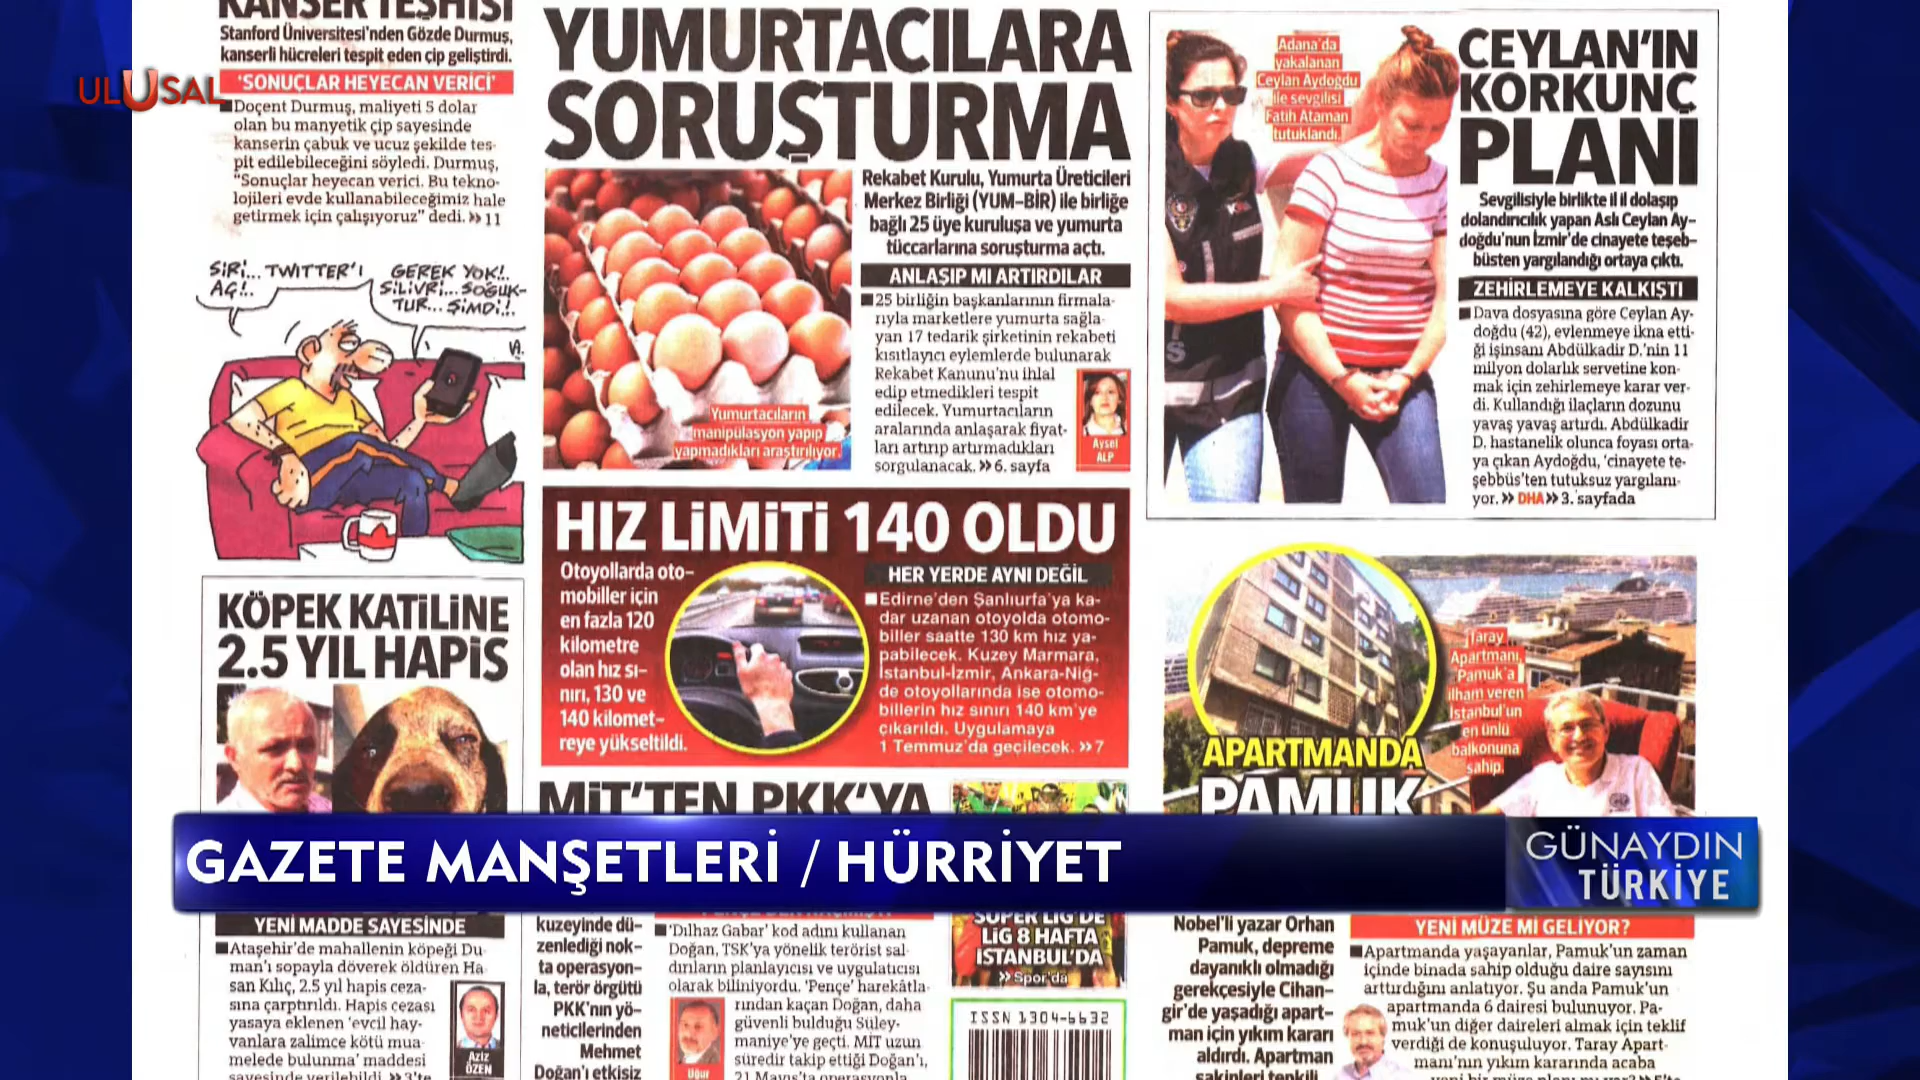 KANSER TEŞHİSİ
Stanford Üniversitesi'nden Gözde Durmuş,
kanserli hücreleri tespit eden çip geliştirdi.
'SONUÇLAR HEYECAN VERİCİ'
ULUSAL
Doçent Durmuş, maliyeti 5 dolar
olan bu manyetik çip sayesinde
kanserin çabuk ve ucuz şekilde tes-
pit edilebileceğini söyledi. Durmuş,
"Sonuçlar heyecan verici. Bu tekno-
lojileri evde kullanabileceğimiz hale
getirmek için çalışıyoruz" dedi. » 11
SİRİ... TWITTER'I
AÇ!..
GEREK YOK!..
SİLİVRİ... SOĞUK-
TUR... ŞİMDİ!..
KÖPEK KATİLİNE
2.5 YIL HAPİS
YENİ MADDE SAYESİNDE
Ataşehir'de mahallenin köpeği Du-
man'ı sopayla döverek öldüren Ha-
san Kılıç, 2.5 yıl hapis ceza-
sına çarptırıldı. Hapis cezası
yasaya eklenen 'evcil hay-
vanlara zalimce kötü mua-
melede bulunma' maddesi
sayesinde verilebildi. » 3'te
Aziz
ÖZEN
YUMURTACILARA
SORUŞTURMA
Rekabet Kurulu, Yumurta Üreticileri
Merkez Birliği (YUM-BİR) ile birliğe
bağlı 25 üye kuruluşa ve yumurta
tüccarlarına soruşturma açtı.
ANLAŞIP MI ARTIRDILAR
25 birliğin başkanlarının firmala-
rıyla marketlere yumurta sağla-
yan 17 tedarik şirketinin rekabeti
kısıtlayıcı eylemlerde bulunarak
Rekabet Kanunu'nu ihlal
edip etmedikleri tespit
edilecek. Yumurtacıların
aralarında anlaşarak fiyat-
ları artırıp artırmadıkları
sorgulanacak. » 6. sayfa
Aysel
ALP
Yumurtacıların
manipülasyon yapıp
yapmadıkları araştırılıyor.
HIZ LİMİTİ 140 OLDU
Otoyollarda oto-
mobiller için
en fazla 120
kilometre
olan hız sı-
nırı, 130 ve
140 kilomet-
reye yükseltildi.
HER YERDE AYNI DEĞİL
Edirne'den Şanlıurfa'ya ka-
dar uzanan otoyolda otomo-
biller saatte 130 km hız ya-
pabilecek. Kuzey Marmara,
İstanbul-İzmir, Ankara-Niğ-
de otoyollarında ise otomo-
billerin hız sınırı 140 km'ye
çıkarıldı. Uygulamaya
1 Temmuz'da geçilecek. » 7
MİT'TEN PKK'YA
kuzeyinde dü-
zenlediği nok-
ta operasyon-
la, terör örgütü
PKK'nın yö-
neticilerinden
Mehmet
Doğan'ı etkisiz
'Dılhaz Gabar' kod adını kullanan
Doğan, TSK'ya yönelik terörist sal-
dırıların planlayıcısı ve uygulatıcısı
olarak biliniyordu. 'Pençe' harekâtla-
rından kaçan Doğan, daha
güvenli bulduğu Süley-
maniye'ye geçti. MİT uzun
süredir takip ettiği Doğan'ı,
21 Mayıs'ta operasyonla
Uğur
SÜPER LİG'DE
LİG 8 HAFTA
İSTANBUL'DA
» Spor'da
ISSN 1304-6632
Adana'da
yakalanan
Ceylan Aydoğdu
ile sevgilisi
Fatih Ataman
tutuklandı.
CEYLAN'IN
KORKUNÇ
PLANI
Sevgilisiyle birlikte il il dolaşıp
dolandırıcılık yapan Aslı Ceylan Ay-
doğdu'nun İzmir'de cinayete teşeb-
büsten yargılandığı ortaya çıktı.
ZEHİRLEMEYE KALKIŞTI
Dava dosyasına göre Ceylan Ay-
doğdu (42), evlenmeye ikna etti-
ği işinsanı Abdülkadir D.'nin 11
milyon dolarlık servetine kon-
mak için zehirlemeye karar ver-
di. Kullandığı ilaçların dozunu
yavaş yavaş artırdı. Abdülkadir
D. hastanelik olunca foyası orta-
ya çıkan Aydoğdu, 'cinayete te-
şebbüs'ten tutuksuz yargılanı-
yor. » DHA » 3. sayfada
Taray
Apartmanı,
Pamuk'a
ilham veren
İstanbul'un
en ünlü
balkonuna
sahip.
APARTMANDA
PAMUK
Nobel'li yazar Orhan
Pamuk, depreme
dayanıklı olmadığı
gerekçesiyle Cihan-
gir'de yaşadığı apart-
man için yıkım kararı
aldırdı. Apartman
sakinleri tepkili.
YENİ MÜZE Mİ GELİYOR?
Apartmanda yaşayanlar, Pamuk'un zaman
içinde binada sahip olduğu daire sayısını
arttırdığını anlatıyor. Şu anda Pamuk'un
apartmanda 6 dairesi bulunuyor. Pa-
muk'un diğer daireleri almak için teklif
verdiği de konuşuluyor. Taray Apart-
manı'nın yıkım kararında acaba
GAZETE MANŞETLERİ / HÜRRİYET
GÜNAYDIN
TÜRKİYE